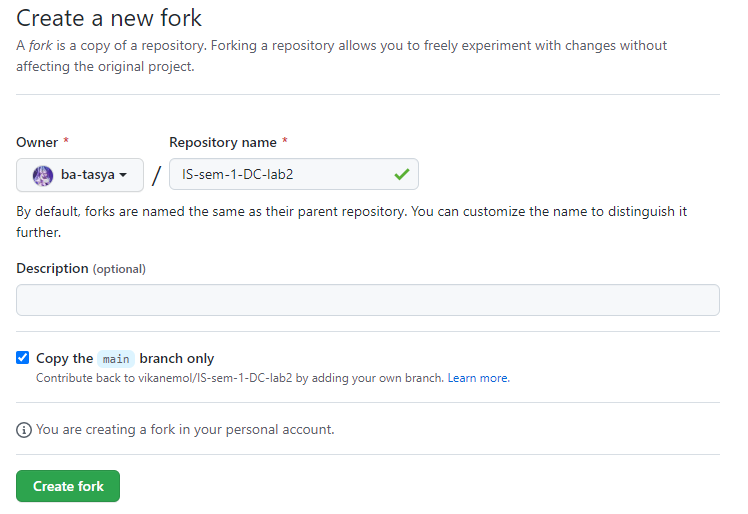 Create a new fork
A fork is a copy of a repository. Forking a repository allows you to freely experiment with changes without
affecting the original project.
Owner *
Repository name *
ba-tasya / IS-sem-1-DC-lab2
By default, forks are named the same as their parent repository. You can customize the name to distinguish it
further.
Description (optional)
Copy the main branch only
Contribute back to vikanemol/IS-sem-1-DC-lab2 by adding your own branch. Learn more.
You are creating a fork in your personal account.
Create fork